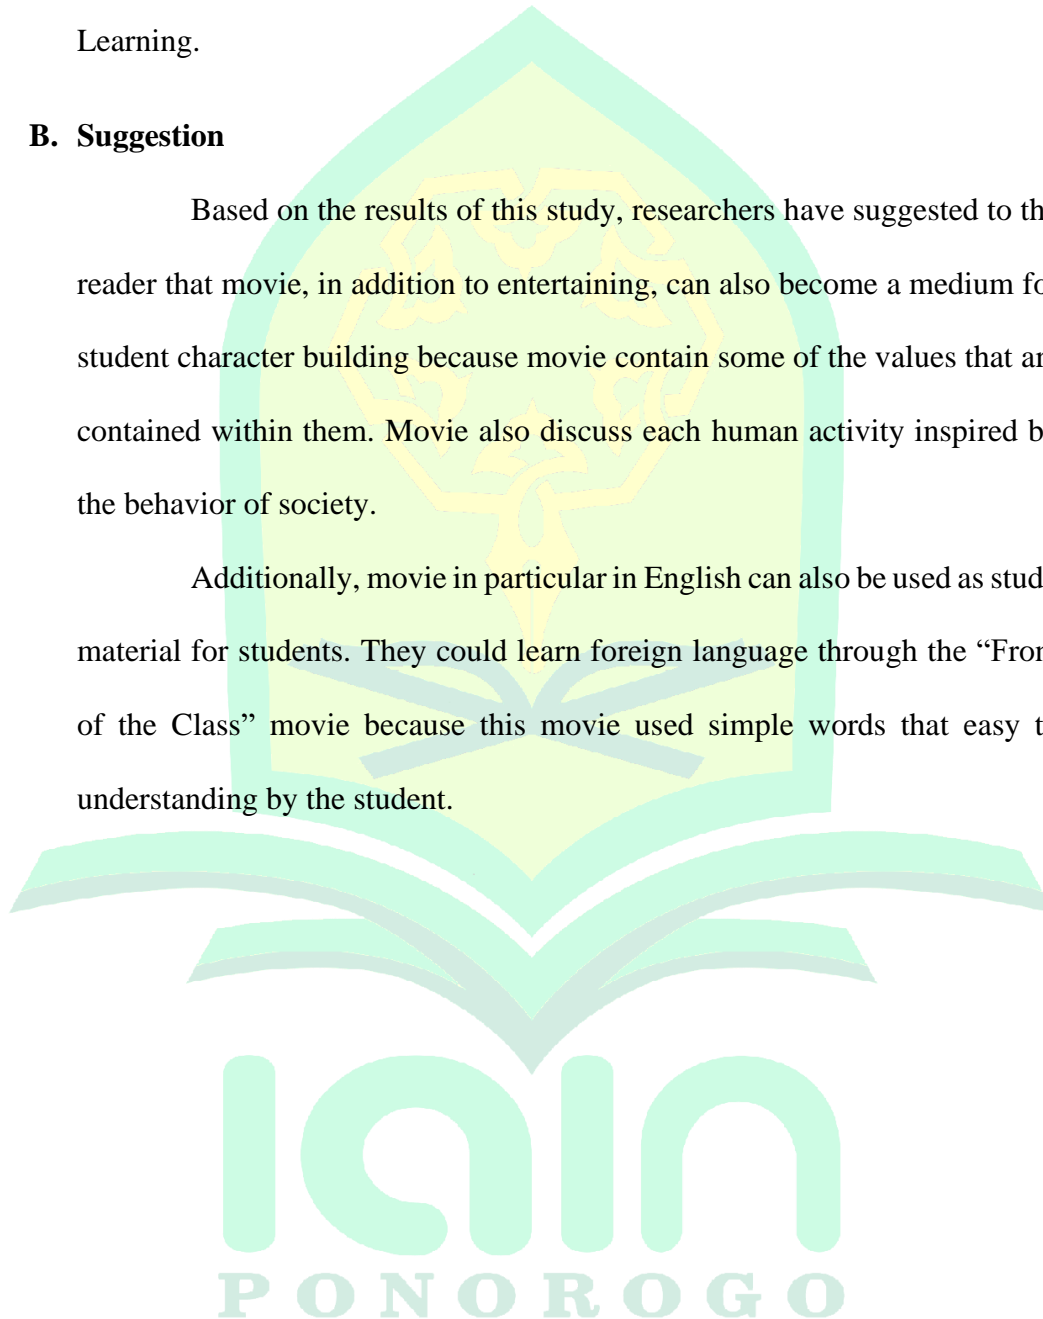 Learning.
B. Suggestion
Based on the results of this study, researchers have suggested to th
reader that movie, in addition to entertaining, can also become a medium fo
student character building because movie contain some of the values that ar
contained within them. Movie also discuss each human activity inspired b
the behavior of society.
Additionally, movie in particular in English can also be used as stud
material for students. They could learn foreign language through the “Fron
of the Class” movie because this movie used simple words that easy t
understanding by the student.
iain
PONOROGO